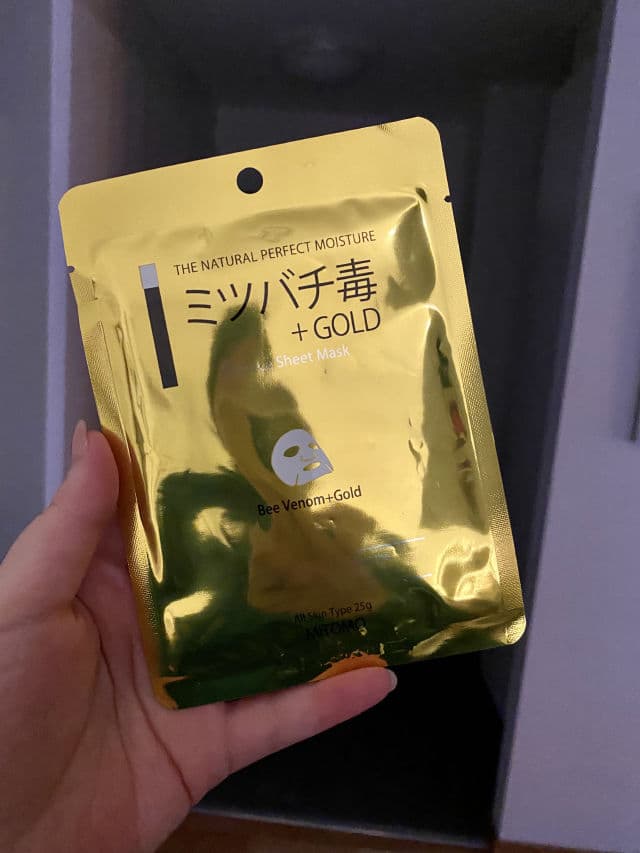 THE NATURAL PERFECT MOISTURE
ミツバチ毒
+ GOLD
Sheet Mask
Bee Venom+Gold
All Skin Type 25g
MITOMO